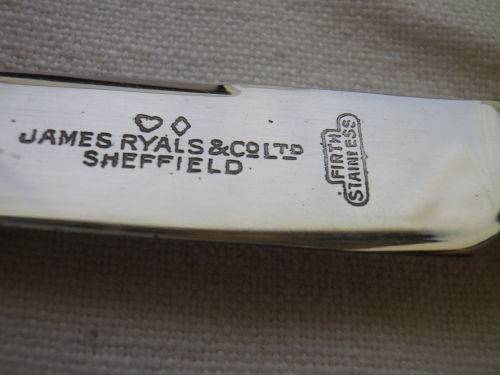 JAMES RYALS & CO LTD
SHEFFIELD
FIRTH
STAINLESS